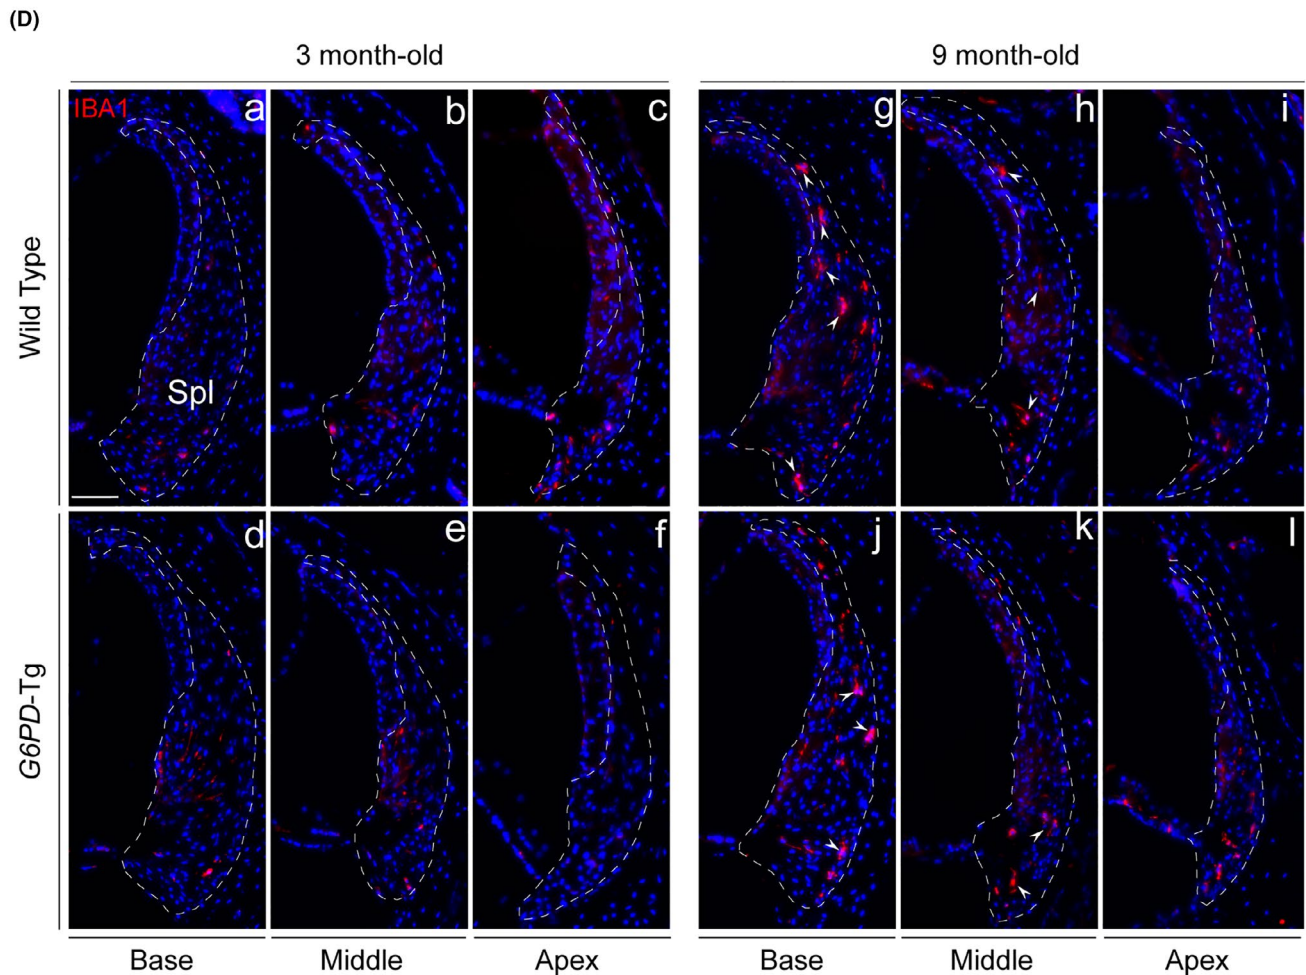 (D)
3 month-old 9 month-old
Wild Type
IBA1 a b c g h i
Spl
G6PD-Tg
d e f j k l
Base Middle Apex Base Middle Apex